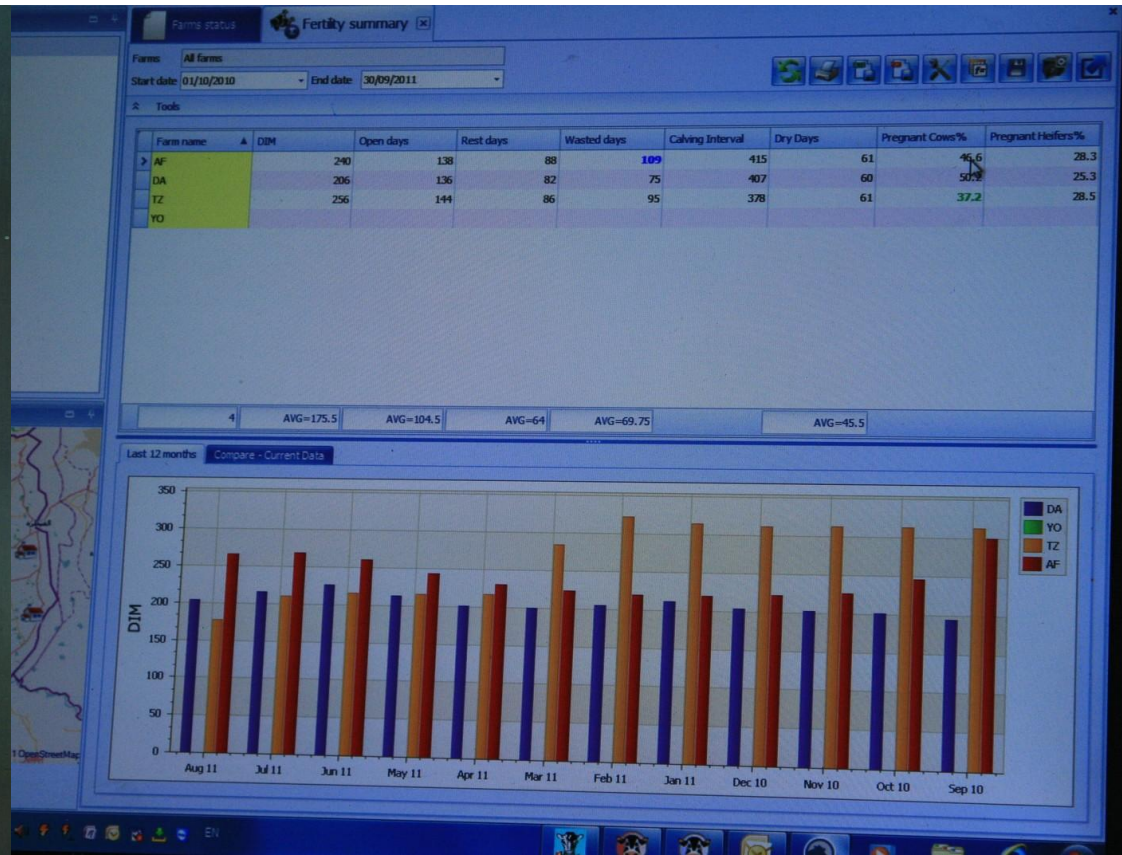 Farms status Fertility summary
Farms All farms
Start date 01/10/2010 End date 30/09/2011
Tools
Farm name DIM Open days Rest days Wasted days Calving Interval Dry Days Pregnant Cows% Pregnant Heifers%
AF 240 138 88 109 415 61 46.6 28.3
DA 206 136 82 75 407 60 50.2 25.3
TZ 256 144 86 95 378 61 37.2 28.5
YO
4 AVG=175.5 AVG=104.5 AVG=64 AVG=69.75 AVG=45.5
Last 12 months Compare - Current Data
350
300
250
200
150
100
50
0
DIM
DA
YO
TZ
AF
Aug 11 Jul 11 Jun 11 May 11 Apr 11 Mar 11 Feb 11 Jan 11 Dec 10 Nov 10 Oct 10 Sep 10
1 OpenStreetMap
EN